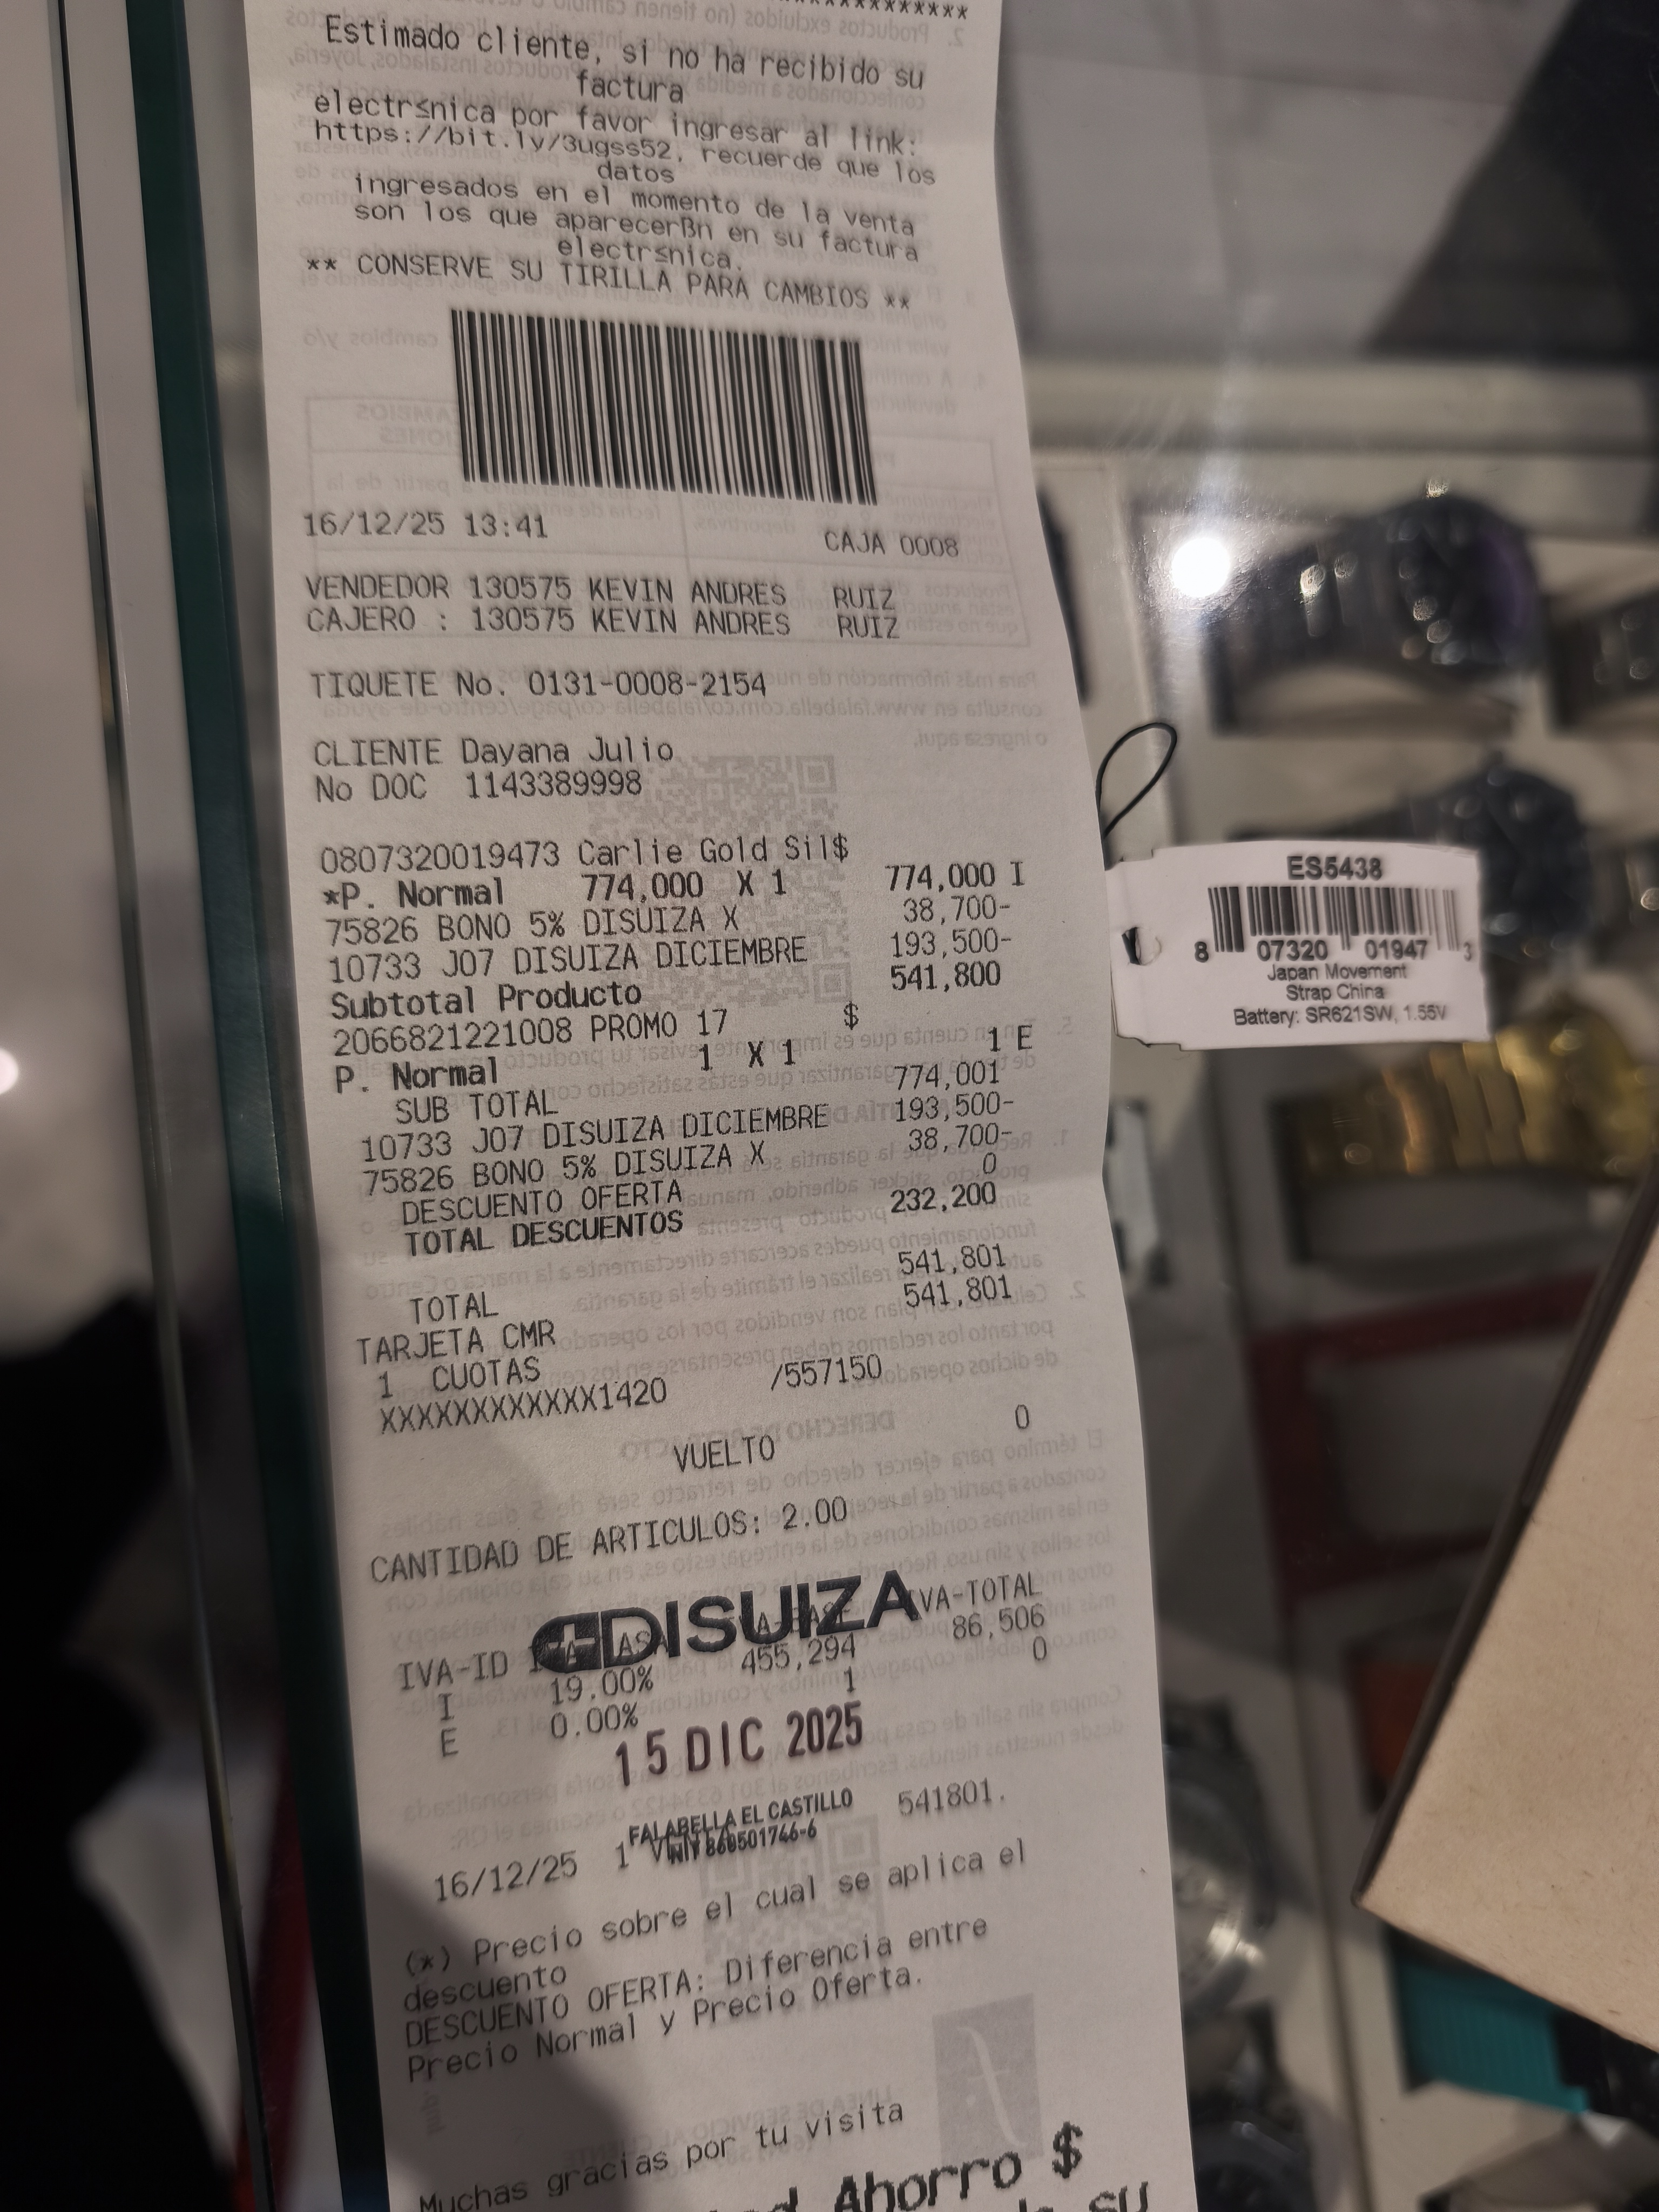 Estimado cliente, si no ha recibido su
factura
electr≤nica por favor ingresar al link:
https://bit.ly/3ugss52, recuerde que los
datos
ingresados en el momento de la venta
son los que aparecerßn en su factura
electr≤nica.
** CONSERVE SU TIRILLA PARA CAMBIOS **
16/12/25 13:41 CAJA 0008
VENDEDOR 130575 KEVIN ANDRES RUIZ
CAJERO : 130575 KEVIN ANDRES RUIZ
TIQUETE No. 0131-0008-2154
CLIENTE Dayana Julio
No DOC 1143389998
0807320019473 Carlie Gold Sil$
*P. Normal 774,000 X 1 774,000 I
75826 BONO 5% DISUIZA X 38,700-
10733 J07 DISUIZA DICIEMBRE 193,500-
Subtotal Producto 541,800
2066821221008 PROMO 17 $
P. Normal 1 X 1 1 E
SUB TOTAL 774,001
10733 J07 DISUIZA DICIEMBRE 193,500-
75826 BONO 5% DISUIZA X 38,700-
DESCUENTO OFERTA 0
TOTAL DESCUENTOS 232,200
TOTAL 541,801
TARJETA CMR 541,801
1 CUOTAS
XXXXXXXXXXXX1420 /557150
VUELTO 0
CANTIDAD DE ARTICULOS: 2.00
DISUIZA
IVA-ID IVA-TOTAL
I 19.00% 455,294 86,506
E 0.00% 1 0
15 DIC 2025
FALABELLA EL CASTILLO
NIT 860501746-6
16/12/25 1 541801.
(*) Precio sobre el cual se aplica el
descuento
DESCUENTO OFERTA: Diferencia entre
Precio Normal y Precio Oferta.
Muchas gracias por tu visita
Ahorro $
su
ES5438
8 07320 01947 3
Japan Movement
Strap China
Battery: SR621SW, 1.55V